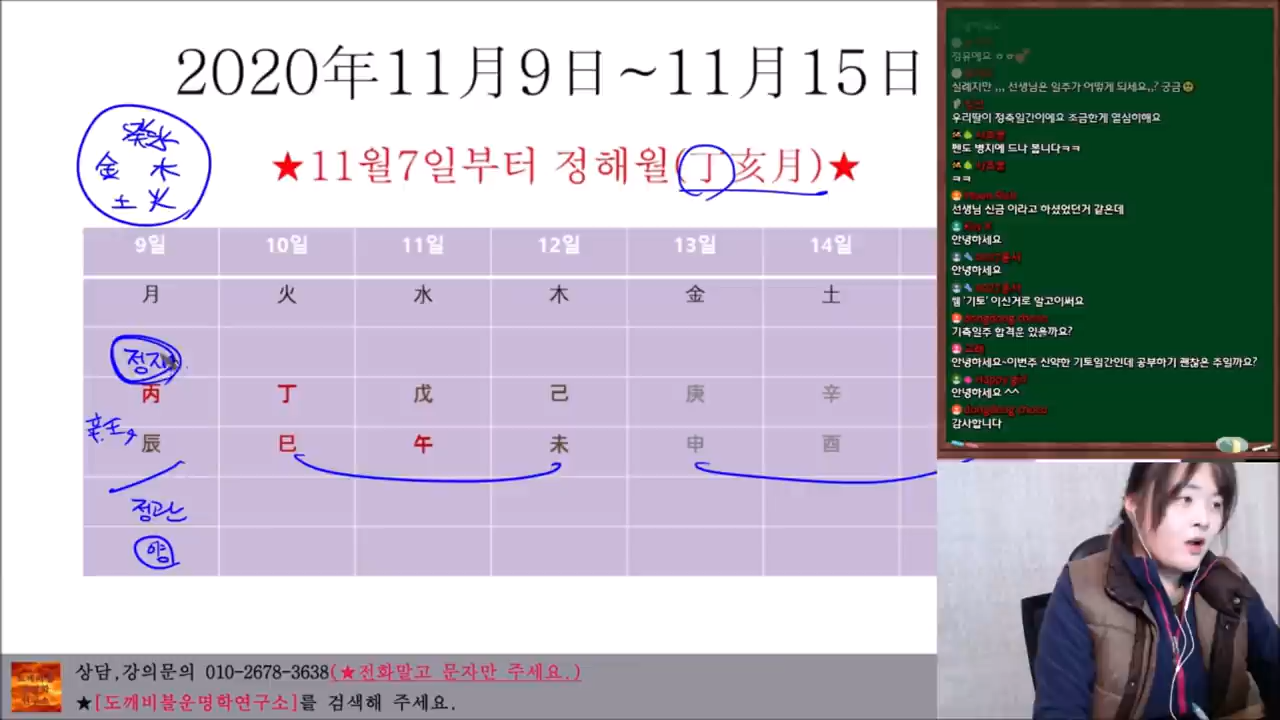 2020年11月9日~11月15日
癸水
金 木
土 火
★11월7일부터 정해월(丁亥月)★
9일 10일 11일 12일 13일 14일
月 火 水 木 金 土
정재
丙 丁 戊 己 庚 辛
辛壬
辰 巳 午 未 申 酉
정관
양
상담,강의문의 010-2678-3638(★전화말고 문자만 주세요.)
★[도깨비불운명학연구소]를 검색해 주세요.
정유에요 ㅎㅎ
실례지만 ,,, 선생님은 일주가 어떻게 되세요,,? 궁금
우리딸이 정축일간이에요 조금한게 열심히해요
펜도 병지에 드나 봅니다ㅋㅋ
ㅋㅋ
선생님 신금 이라고 하셨었던거 같은데
안녕하세요
안녕하세요
쌤 '기토' 이신거로 알고이써요
기축일주 합격운 있을까요?
안녕하세요~이번주 신약한 기토일간인데 공부하기 괜찮은 주일까요?
Happy girl
안녕하세요 ^^
감사합니다